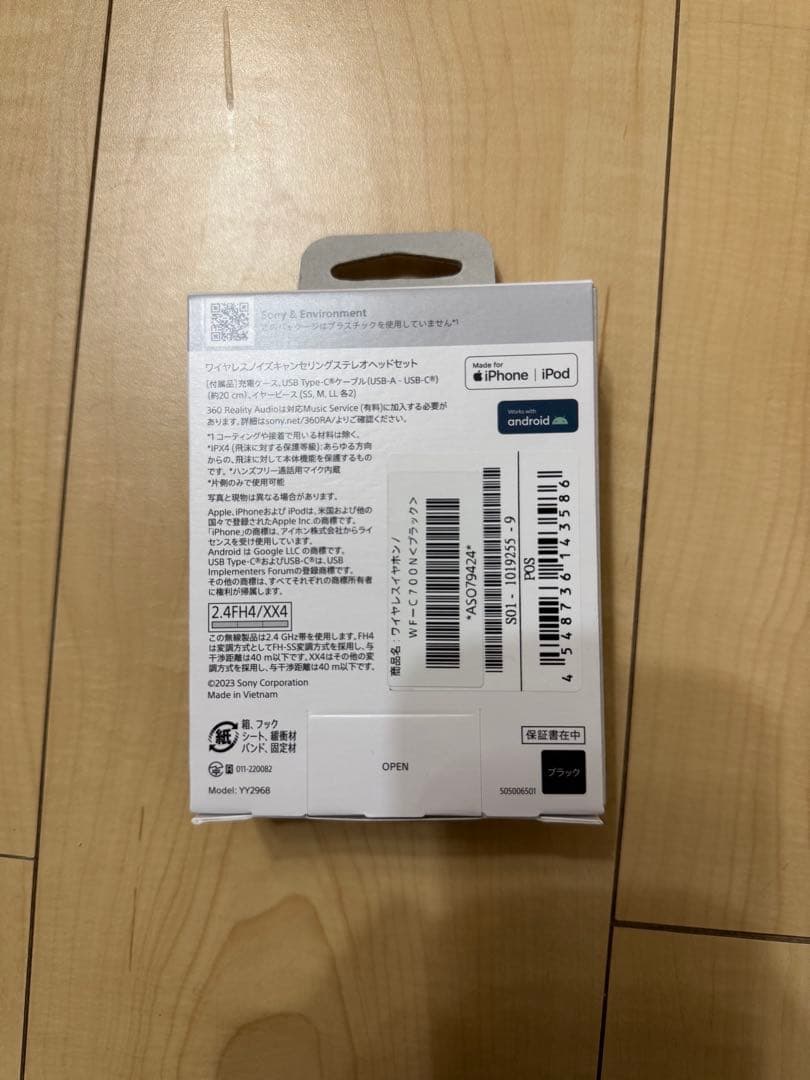 Sony & Environment
このパッケージはプラスチックを使用していません*1
ワイヤレスノイズキャンセリングステレオヘッドセット
[付属品]充電ケース、USB Type-C®ケーブル(USB-A - USB-C®)
(約20 cm)、イヤーピース (SS, M, LL 各2)
360 Reality Audioは対応Music Service (有料)に加入する必要が
あります。詳細はsony.net/360RA/よりご確認ください。
*1 コーティングや接着で用いる材料は除く。
*IPX4 (飛沫に対する保護等級): あらゆる方向
からの、飛沫に対して本体機能を保護するもの
です。*ハンズフリー通話用マイク内蔵
*片側のみで使用可能
写真と現物は異なる場合があります。
Apple、iPhoneおよび iPodは、米国および他の
国々で登録されたApple Inc.の商標です。
「iPhone」の商標は、アイホン株式会社からライ
センスを受け使用しています。
Android は Google LLC の商標です。
USB Type-C®およびUSB-C®は、USB
Implementers Forumの登録商標です。
その他の商標は、すべてそれぞれの商標所有者
に権利が帰属します。
2.4FH4/XX4
この無線製品は2.4 GHz帯を使用します。FH4
は変調方式としてFH-SS変調方式を採用し、与
干渉距離は40 m以下です。XX4はその他の変
調方式を採用し、与干渉距離は40 m以下です。
©2023 Sony Corporation
Made in Vietnam
Made for
iPhone | iPod
Works with
android
商品名:ワイヤレスイヤホン/
WF-C700N<ブラック>
*ASO79424*
S01 - 1019255 - 9
POS
4 548736 143586
紙
箱、フック
シート、緩衝材
バンド、固定材
011-220082
Model: YY2968
OPEN
保証書在中
ブラック
505006501